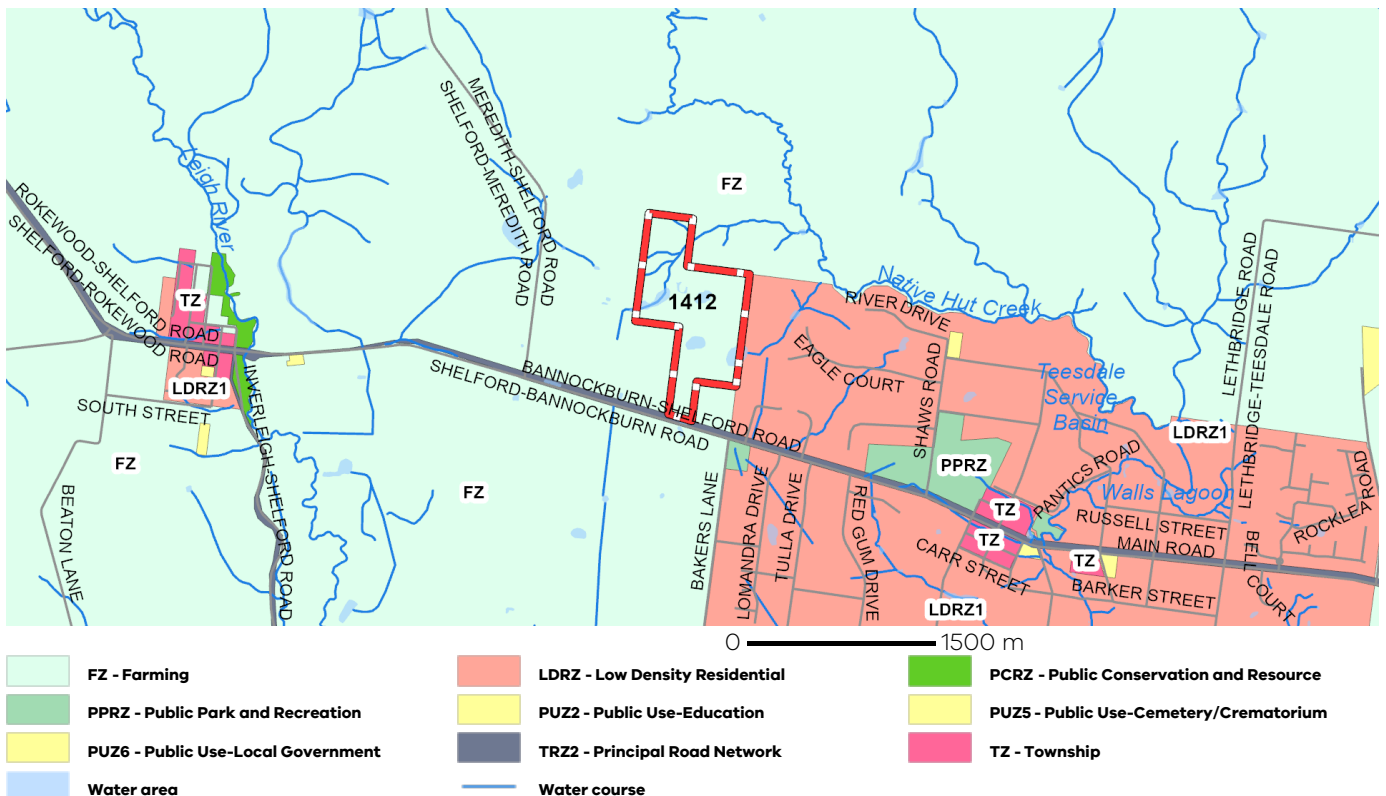 MEREDITH-SHELFORD ROAD
SHELFORD-MEREDITH ROAD
Leigh River
FZ
ROKEWOOD-SHELFORD ROAD
SHELFORD-ROKEWOOD ROAD
TZ
1412
Native Hut Creek
RIVER DRIVE
LETHBRIDGE ROAD
LETHBRIDGE-TEESDALE ROAD
EAGLE COURT
SHAWS ROAD
Teesdale
Service
Basin
BANNOCKBURN-SHELFORD ROAD
SHELFORD-BANNOCKBURN ROAD
LDRZ1
SOUTH STREET
INVERLEIGH-SHELFORD ROAD
LDRZ1
FZ
FZ
BEATON LANE
PPRZ
PANTICS ROAD
Walls Lagoon
ROCKLEA ROAD
TZ
RUSSELL STREET
MAIN ROAD
TZ
TZ
BAKERS LANE
LOMANDRA DRIVE
TULLA DRIVE
RED GUM DRIVE
CARR STREET
BARKER STREET
BELL COURT
LDRZ1
0 1500 m
FZ - Farming
LDRZ - Low Density Residential
PCRZ - Public Conservation and Resource
PPRZ - Public Park and Recreation
PUZ2 - Public Use-Education
PUZ5 - Public Use-Cemetery/Crematorium
PUZ6 - Public Use-Local Government
TRZ2 - Principal Road Network
TZ - Township
Water area
Water course